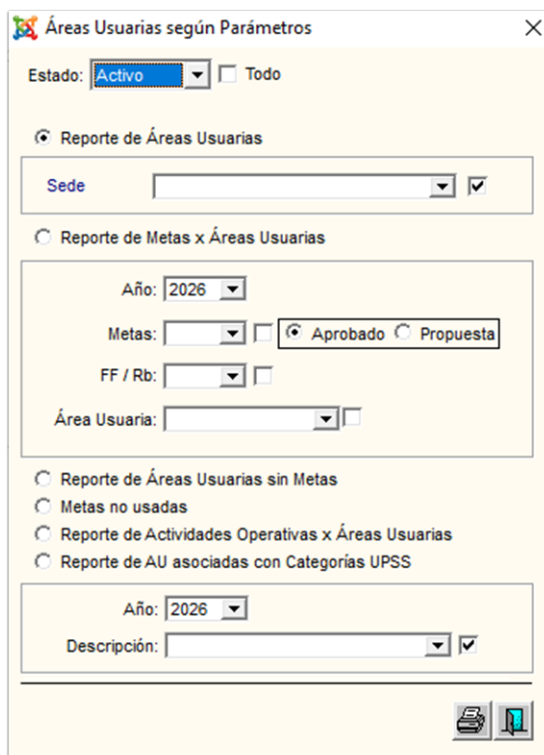 Áreas Usuarias según Parámetros
Estado: Activo Todo
Reporte de Áreas Usuarias
Sede
Reporte de Metas x Áreas Usuarias
Año: 2026
Metas: Aprobado Propuesta
FF / Rb:
Área Usuaria:
Reporte de Áreas Usuarias sin Metas
Metas no usadas
Reporte de Actividades Operativas x Áreas Usuarias
Reporte de AU asociadas con Categorías UPSS
Año: 2026
Descripción: